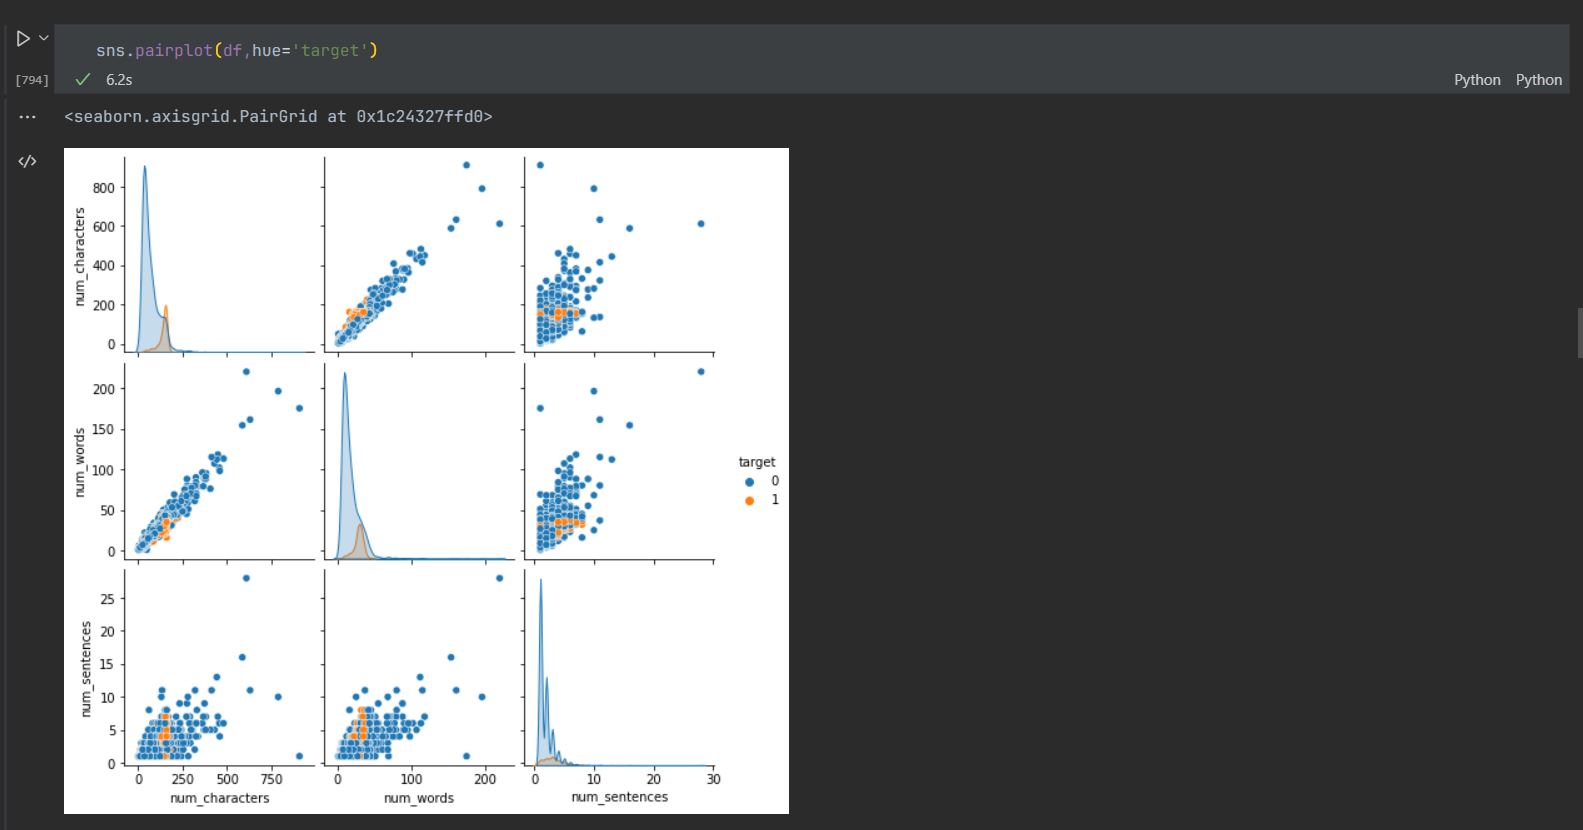 sns.pairplot(df,hue='target')
[794]
6.2s
Python Python
<seaborn.axisgrid.PairGrid at 0x1c24327ffd0>
num_characters
800
600
400
200
0
num_words
200
150
100
50
0
target
0
1
num_sentences
25
20
15
10
5
0
0 250 500 750
0 100 200
0 10 20 30
num_characters
num_words
num_sentences